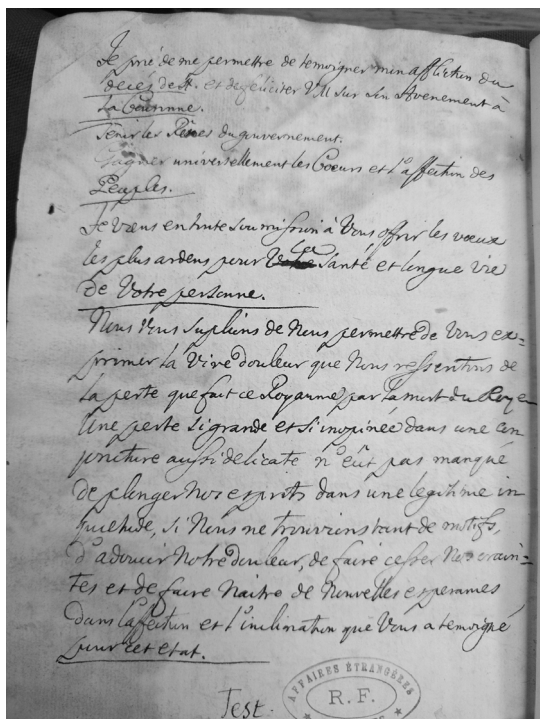 Je prié de me permettre de temoigner mon affliction du
deces de st. et de feliciter V.M sur son Avenement à
La Couronne.
Tenir les Rênes du gouvernement.
Gaigner universellement les Coeurs et l'affection des
Peuples.
Je viens en toute soumission à Vous offrir les voeux
les plus ardens pour la Santé et longue vie
de Votre personne.
Nous Vous suplions de Nous permettre de Vous ex=
primer la Vive douleur que Nous ressentons de
La perte que fait ce Royaume par la mort du Roy en
Une perte si grande et si inopinée dans une con
joncture aussi delicate n'eût pas manqué
de plonger Nos esprits dans une legitime in
quietude, si Nous ne trouvions tant de motifs,
d'adoucir Notre douleur, de faire cesser Nos crain=
tes et de faire Naitre de Nouvelles esperances
dans l'afection et l'inclination que Vous a temoigné
pour cet etat.
Test.
AFFAIRES ÉTRANGÈRES
R.F.